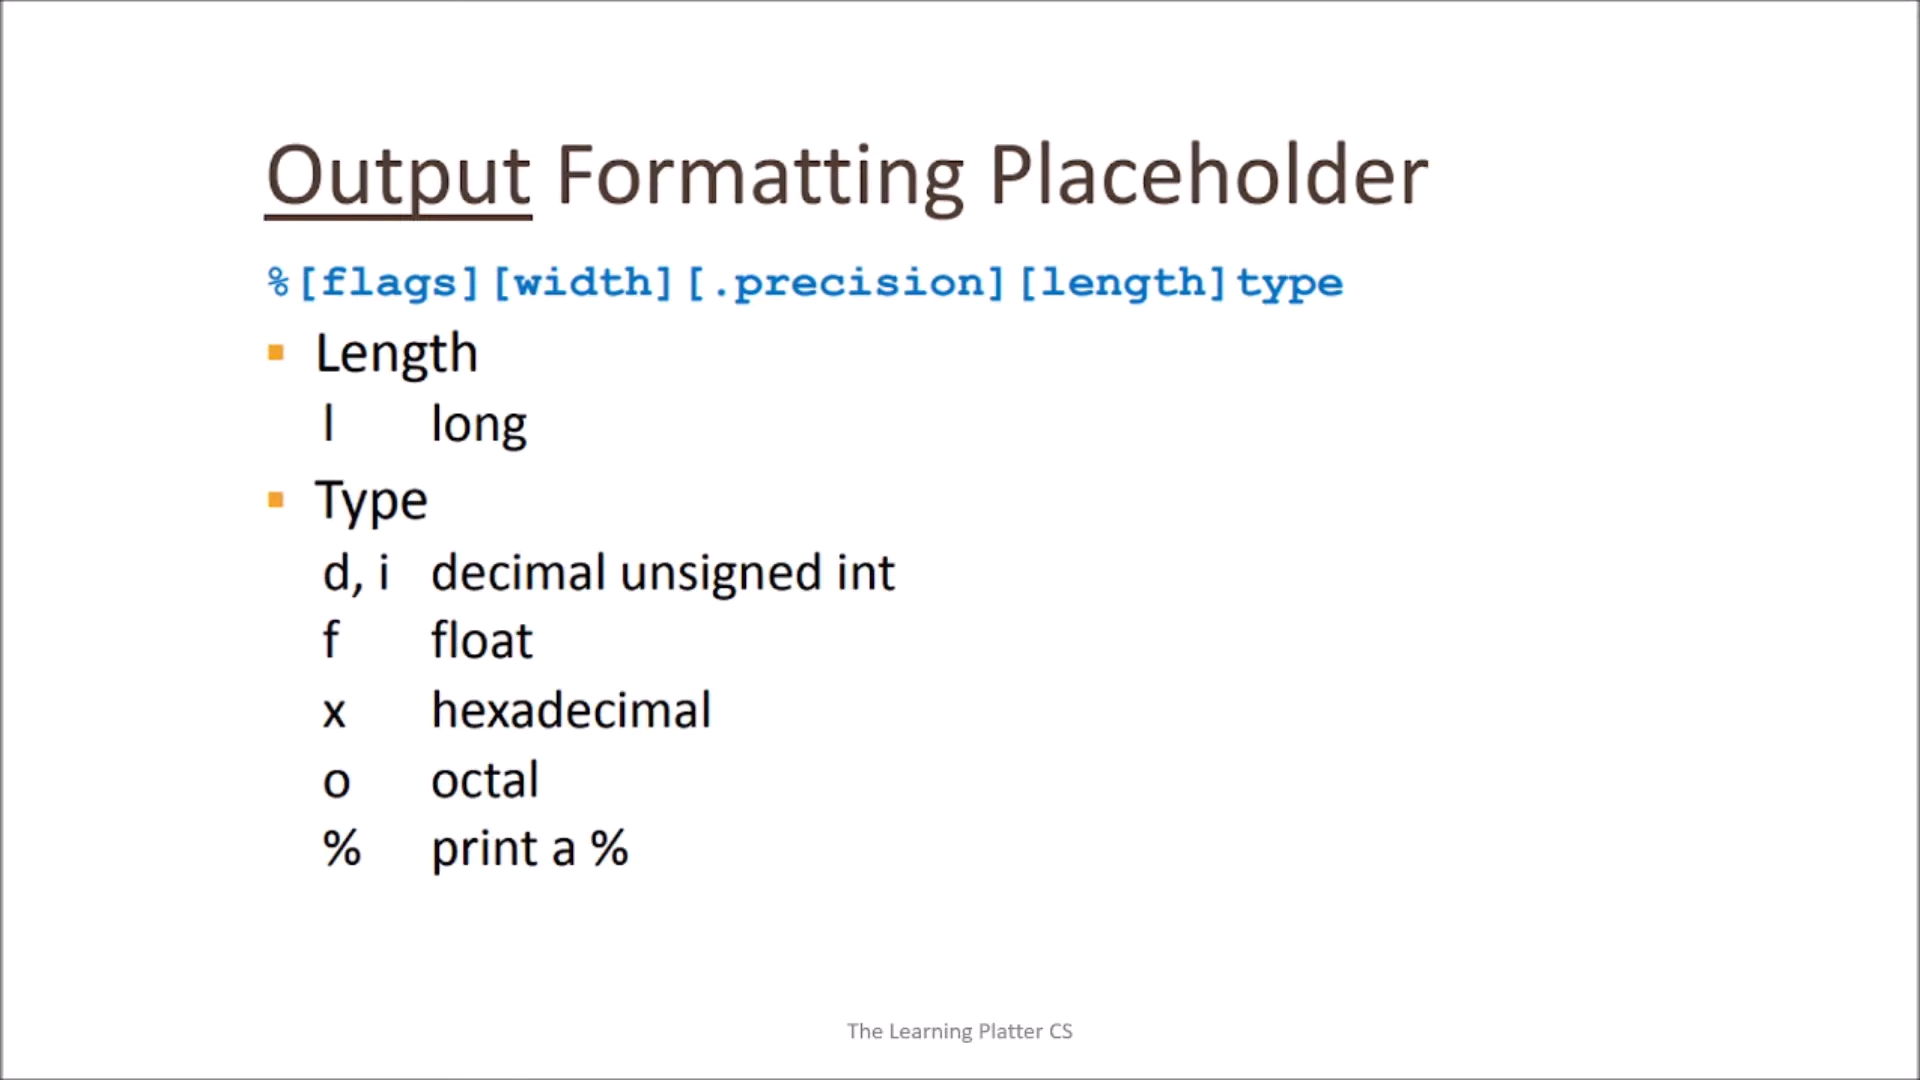 Output Formatting Placeholder
%[flags][width][.precision][length]type
Length
l long
Type
d, i decimal unsigned int
f float
x hexadecimal
o octal
% print a %
The Learning Platter CS